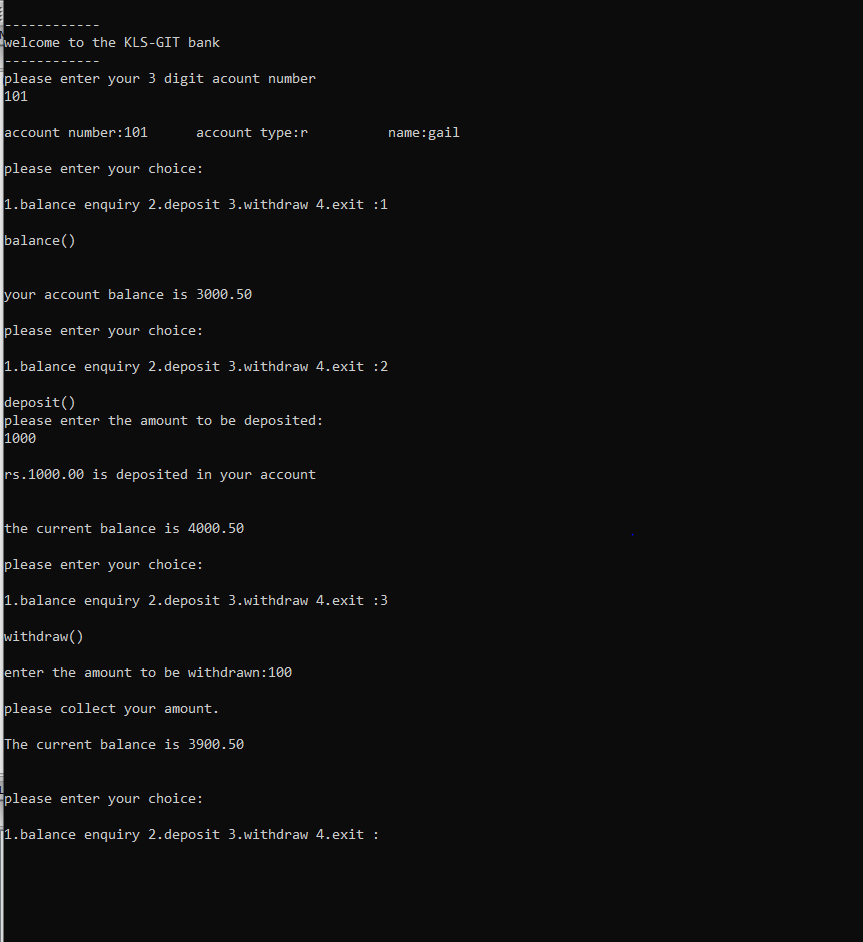 ------------
welcome to the KLS-GIT bank
------------
please enter your 3 digit acount number
101
account number:101      account type:r          name:gail
please enter your choice:
1.balance enquiry 2.deposit 3.withdraw 4.exit :1
balance()
your account balance is 3000.50
please enter your choice:
1.balance enquiry 2.deposit 3.withdraw 4.exit :2
deposit()
please enter the amount to be deposited:
1000
rs.1000.00 is deposited in your account
the current balance is 4000.50
please enter your choice:
1.balance enquiry 2.deposit 3.withdraw 4.exit :3
withdraw()
enter the amount to be withdrawn:100
please collect your amount.
The current balance is 3900.50
please enter your choice:
1.balance enquiry 2.deposit 3.withdraw 4.exit :